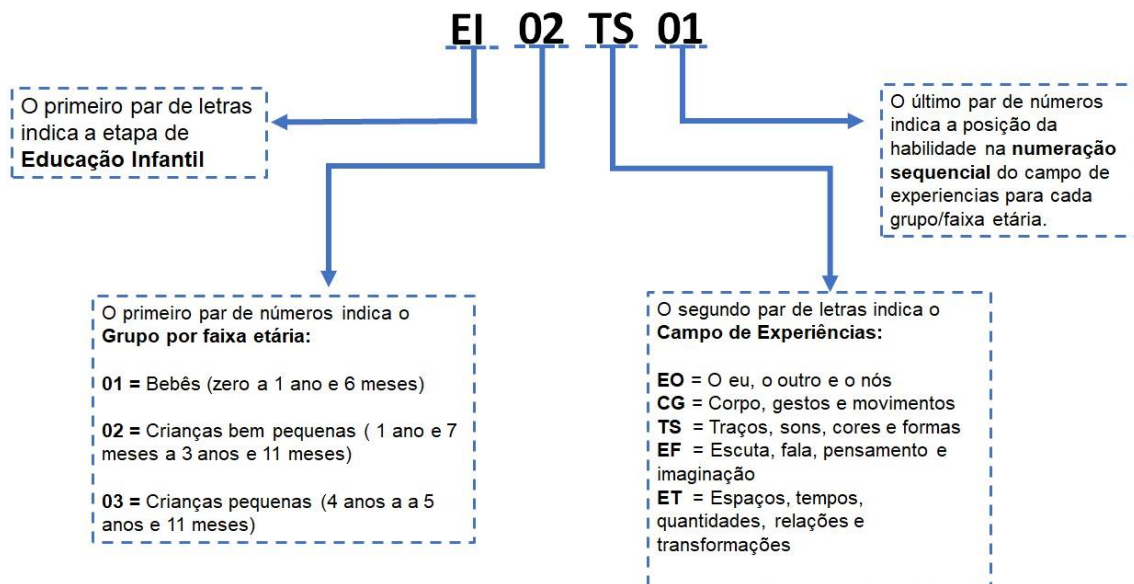 EI 02 TS 01
O primeiro par de letras
indica a etapa de
Educação Infantil
O último par de números
indica a posição da
habilidade na numeração
sequencial do campo de
experiencias para cada
grupo/faixa etária.
O primeiro par de números indica o
Grupo por faixa etária:
01 = Bebês (zero a 1 ano e 6 meses)
02 = Crianças bem pequenas ( 1 ano e 7
meses a 3 anos e 11 meses)
03 = Crianças pequenas (4 anos a a 5
anos e 11 meses)
O segundo par de letras indica o
Campo de Experiências:
EO = O eu, o outro e o nós
CG = Corpo, gestos e movimentos
TS = Traços, sons, cores e formas
EF = Escuta, fala, pensamento e
imaginação
ET = Espaços, tempos,
quantidades, relações e
transformações